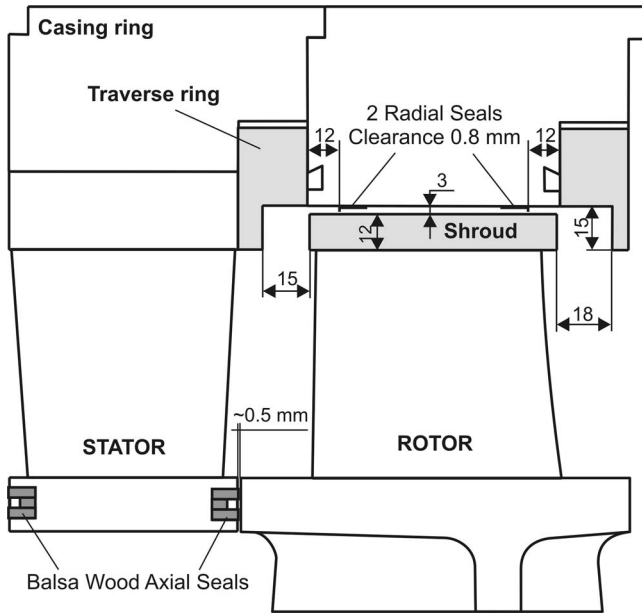 Casing ring
Traverse ring
2 Radial Seals
Clearance 0.8 mm
12
12
3
12
Shroud
15
15
18
~0.5 mm
STATOR
ROTOR
Balsa Wood Axial Seals